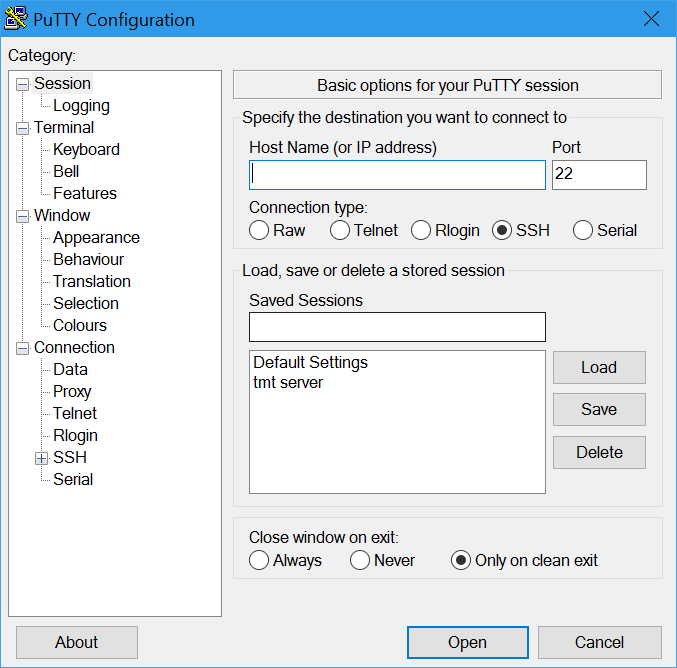 PuTTY Configuration
Category:
Session
Logging
Terminal
Keyboard
Bell
Features
Window
Appearance
Behaviour
Translation
Selection
Colours
Connection
Data
Proxy
Telnet
Rlogin
SSH
Serial
Basic options for your PuTTY session
Specify the destination you want to connect to
Host Name (or IP address) Port
22
Connection type:
Raw Telnet Rlogin SSH Serial
Load, save or delete a stored session
Saved Sessions
Default Settings
tmt server
Load
Save
Delete
Close window on exit:
Always Never Only on clean exit
About Open Cancel